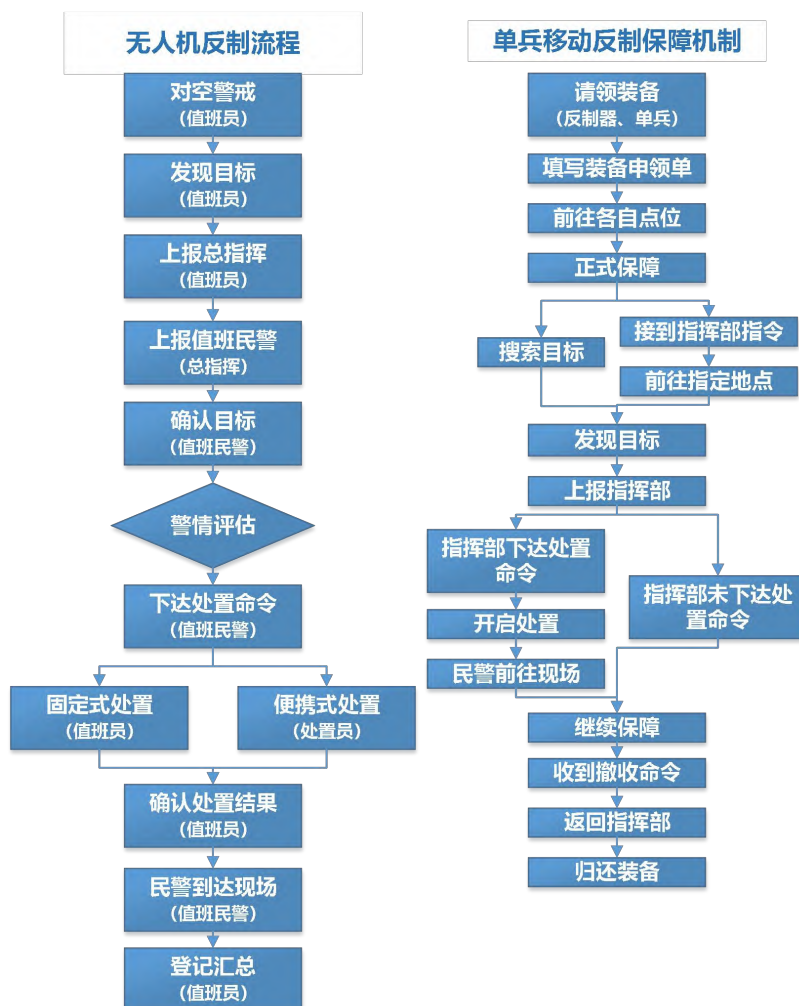 无人机反制流程
对空警戒
(值班员)
发现目标
(值班员)
上报总指挥
(值班员)
上报值班民警
(总指挥)
确认目标
(值班民警)
警情评估
下达处置命令
(值班民警)
固定式处置
(值班员)
便携式处置
(处置员)
确认处置结果
(值班员)
民警到达现场
(值班民警)
登记汇总
(值班员)
单兵移动反制保障机制
请领装备
(反制器、单兵)
填写装备申领单
前往各自点位
正式保障
搜索目标
接到指挥部指令
前往指定地点
发现目标
上报指挥部
指挥部下达处置
命令
开启处置
民警前往现场
指挥部未下达处
置命令
继续保障
收到撤收命令
返回指挥部
归还装备